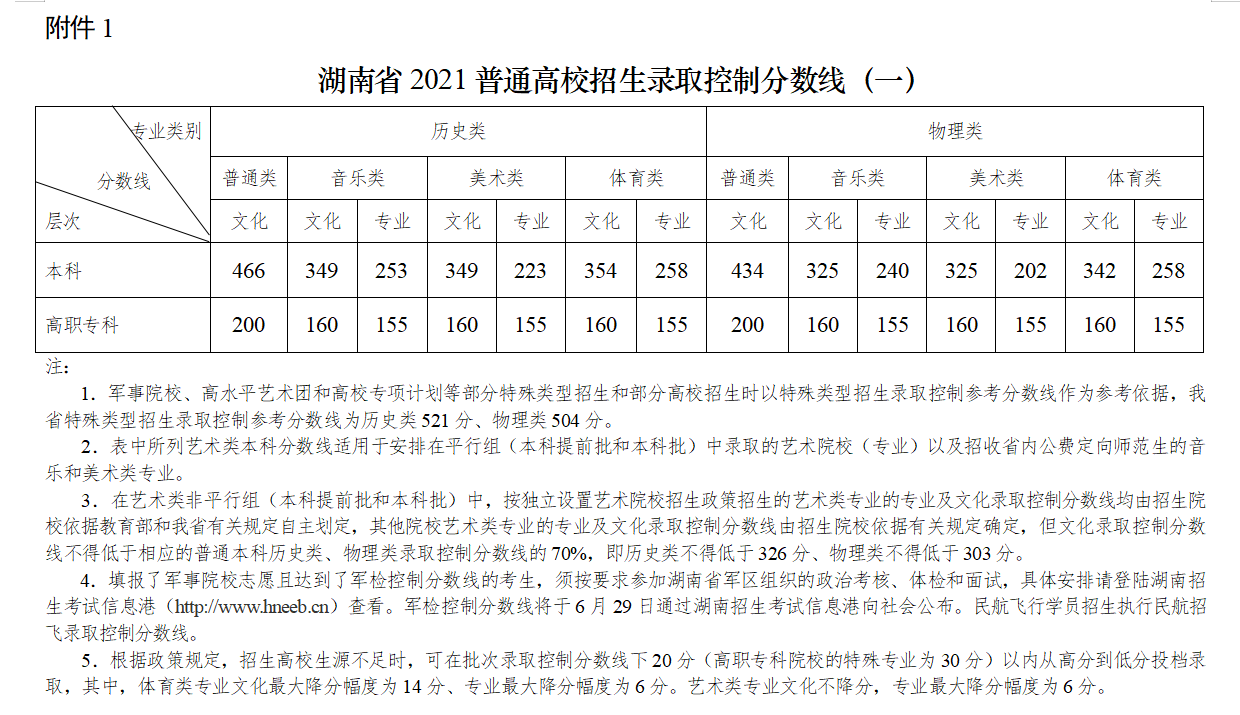 附件 1
湖南省 2021 普通高校招生录取控制分数线（一）
专业类别 历史类 物理类
分数线 普通类 音乐类 美术类 体育类 普通类 音乐类 美术类 体育类
层次 文化 文化 专业 文化 专业 文化 专业 文化 文化 专业 文化 专业 文化 专业
本科 466 349 253 349 223 354 258 434 325 240 325 202 342 258
高职专科 200 160 155 160 155 160 155 200 160 155 160 155 160 155
注：
1．军事院校、高水平艺术团和高校专项计划等部分特殊类型招生和部分高校招生时以特殊类型招生录取控制参考分数线作为参考依据，我
省特殊类型招生录取控制参考分数线为历史类 521 分、物理类 504 分。
2．表中所列艺术类本科分数线适用于安排在平行组（本科提前批和本科批）中录取的艺术院校（专业）以及招收省内公费定向师范生的音
乐和美术类专业。
3．在艺术类非平行组（本科提前批和本科批）中，按独立设置艺术院校招生政策招生的艺术类专业的专业及文化录取控制分数线均由招生院
校依据教育部和我省有关规定自主划定，其他院校艺术类专业的专业及文化录取控制分数线由招生院校依据有关规定确定，但文化录取控制分数
线不得低于相应的普通本科历史类、物理类录取控制分数线的 70%，即历史类不得低于 326 分、物理类不得低于 303 分。
4．填报了军事院校志愿且达到了军检控制分数线的考生，须按要求参加湖南省军区组织的政治考核、体检和面试，具体安排请登陆湖南招
生考试信息港（http://www.hneeb.cn）查看。军检控制分数线将于 6 月 29 日通过湖南招生考试信息港向社会公布。民航飞行学员招生执行民航招
飞录取控制分数线。
5．根据政策规定，招生高校生源不足时，可在批次录取控制分数线下 20 分（高职专科院校的特殊专业为 30 分）以内从高分到低分投档录
取，其中，体育类专业文化最大降分幅度为 14 分、专业最大降分幅度为 6 分。艺术类专业文化不降分，专业最大降分幅度为 6 分。